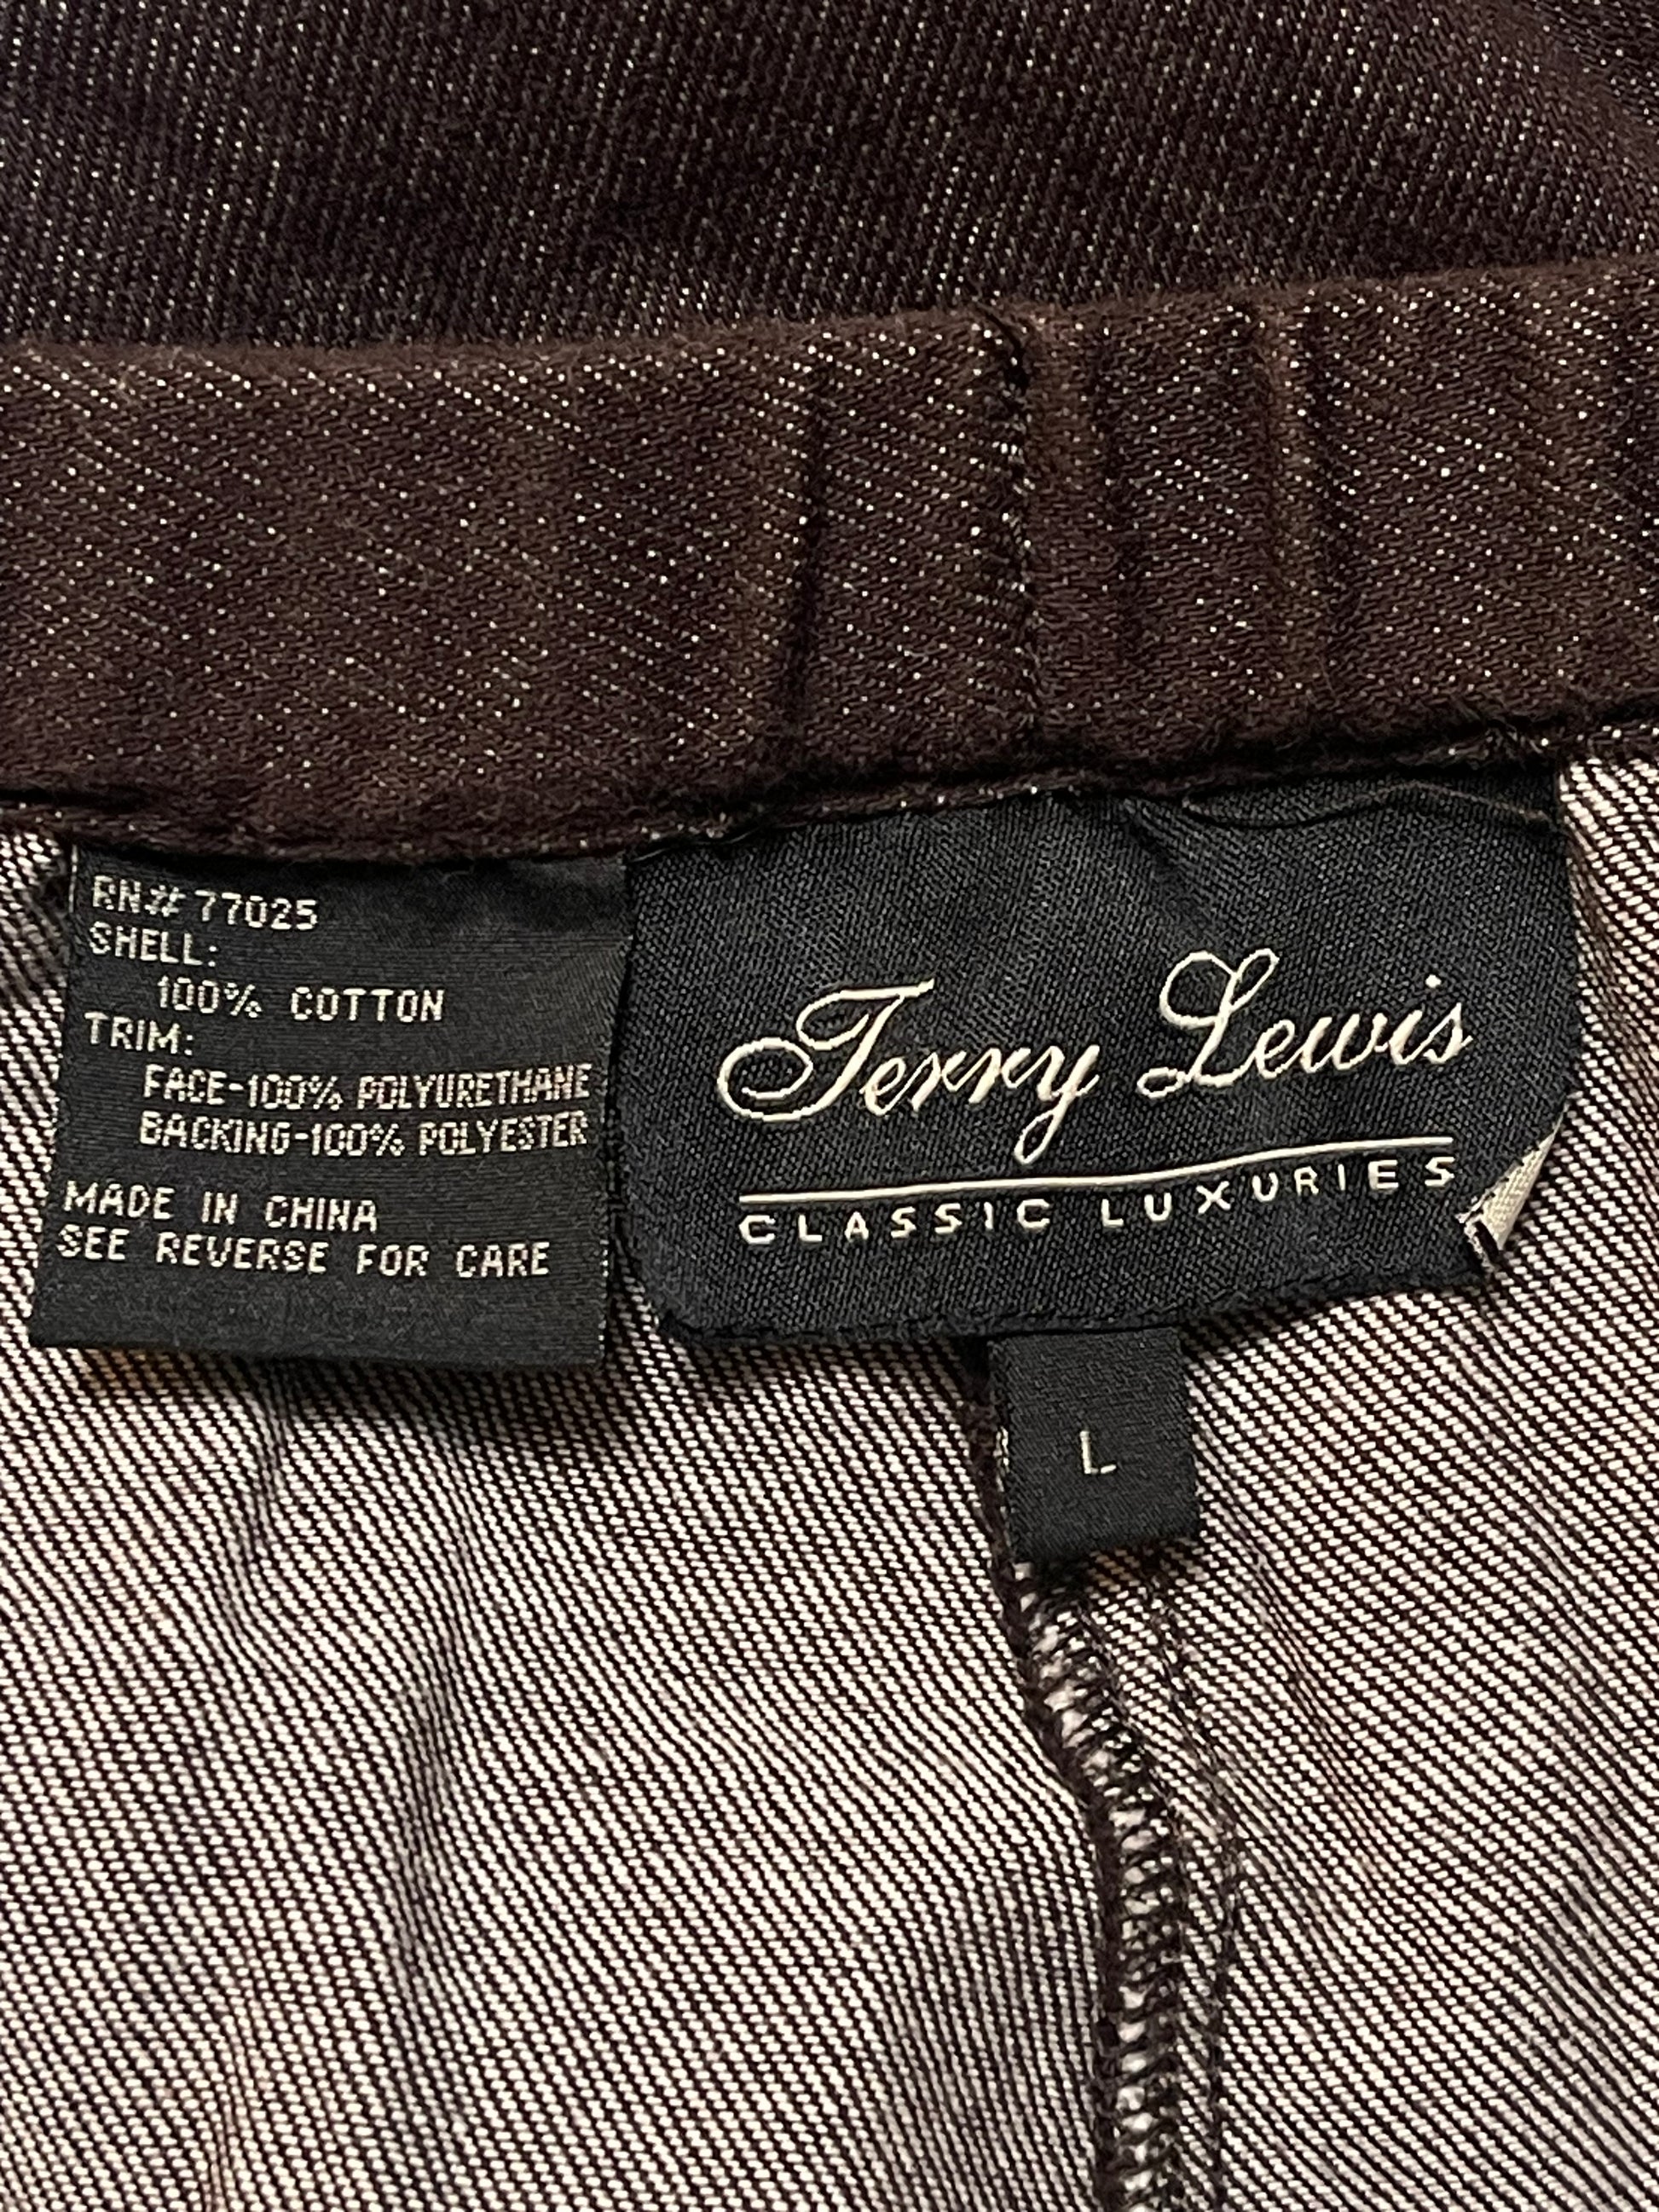 RN# 77025
SHELL:
100% COTTON
TRIM:
FACE-100% POLYURETHANE
BACKING-100% POLYESTER
MADE IN CHINA
SEE REVERSE FOR CARE
Terry Lewis
CLASSIC LUXURIES
L